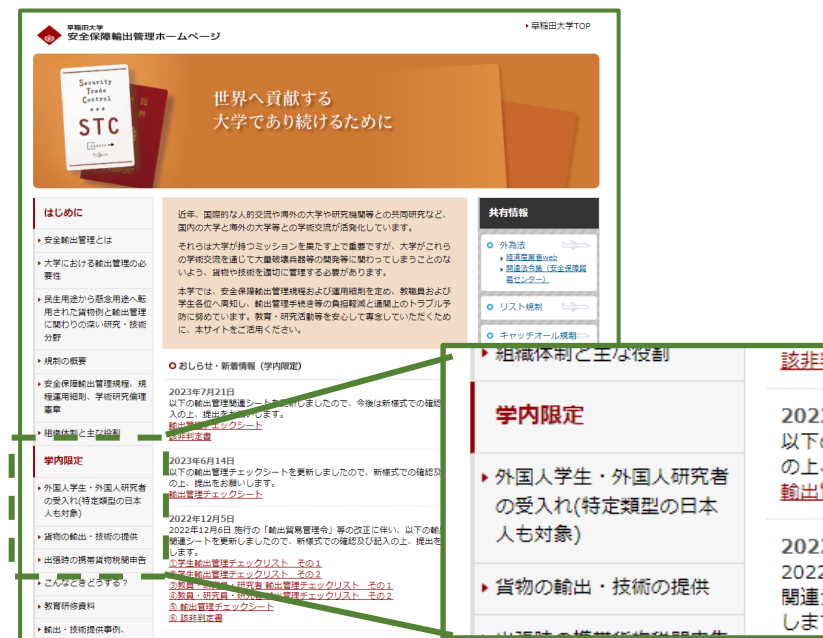 早稲田大学
安全保障輸出管理ホームページ
早稲田大学TOP
Security
Trade
Control
STC
世界へ貢献する
大学であり続けるために
はじめに
安全輸出管理とは
大学における輸出管理の必
要性
民生用途から懸念用途へ転
用された貨物例と輸出管理
に関わりの深い研究・技術
分野
規制の概要
安全保障輸出管理規程、規
程運用細則、学術研究倫理
憲章
組織体制と主な役割
学内限定
外国人学生・外国人研究者
の受入れ(特定類型の日本
人も対象)
貨物の輸出・技術の提供
出張時の携帯貨物税関申告
こんなときどうする？
教育研修資料
輸出・技術提供事例、
近年、国際的な人的交流や海外の大学や研究機関等との共同研究など、
国内の大学と海外の大学等との学術交流が活発化しています。
それらは大学が持つミッションを果たす上で重要ですが、大学がこれら
の学術交流を通じて大量破壊兵器等の開発等に関わってしまうことのな
いよう、貨物や技術を適切に管理する必要があります。
本学では、安全保障輸出管理規程および運用細則を定め、教職員および
学生各位へ周知し、輸出管理手続き等の負担軽減と通関上のトラブル予
防に努めています。教育・研究活動等を安心して専念していただくため
に、本サイトをご活用ください。
おしらせ・新着情報（学内限定）
2023年7月21日
以下の輸出管理関連シートを更新しましたので、今後は新様式での確認
入の上、提出をお願いします。
輸出管理チェックシート
該非判定書
2023年6月14日
以下の輸出管理チェックシートを更新しましたので、新様式での確認及
の上、提出をお願いします。
輸出管理チェックシート
2022年12月5日
2022年12月6日 施行の「輸出貿易管理令」等の改正に伴い、以下の輸
関連シートを更新しましたので、新様式での確認及び記入の上、提出を
します。
①学生輸出管理チェックリスト　その１
②学生輸出管理チェックリスト　その２
③教員・研究員・研究者 輸出管理チェックリスト　その１
④教員・研究員・研究者 輸出管理チェックリスト　その２
⑤ 輸出管理チェックシート
⑥ 該非判定書
共有情報
外為法
経済産業省web
関連法令集（安全保障貿
易センター）
リスト規制
キャッチオール規制
組織体制と主な役割
学内限定
外国人学生・外国人研究者
の受入れ(特定類型の日本
人も対象)
貨物の輸出・技術の提供
出張時の携帯貨物税関申告
該非
202
以下の
の上、
輸出
202
2022
関連
しま